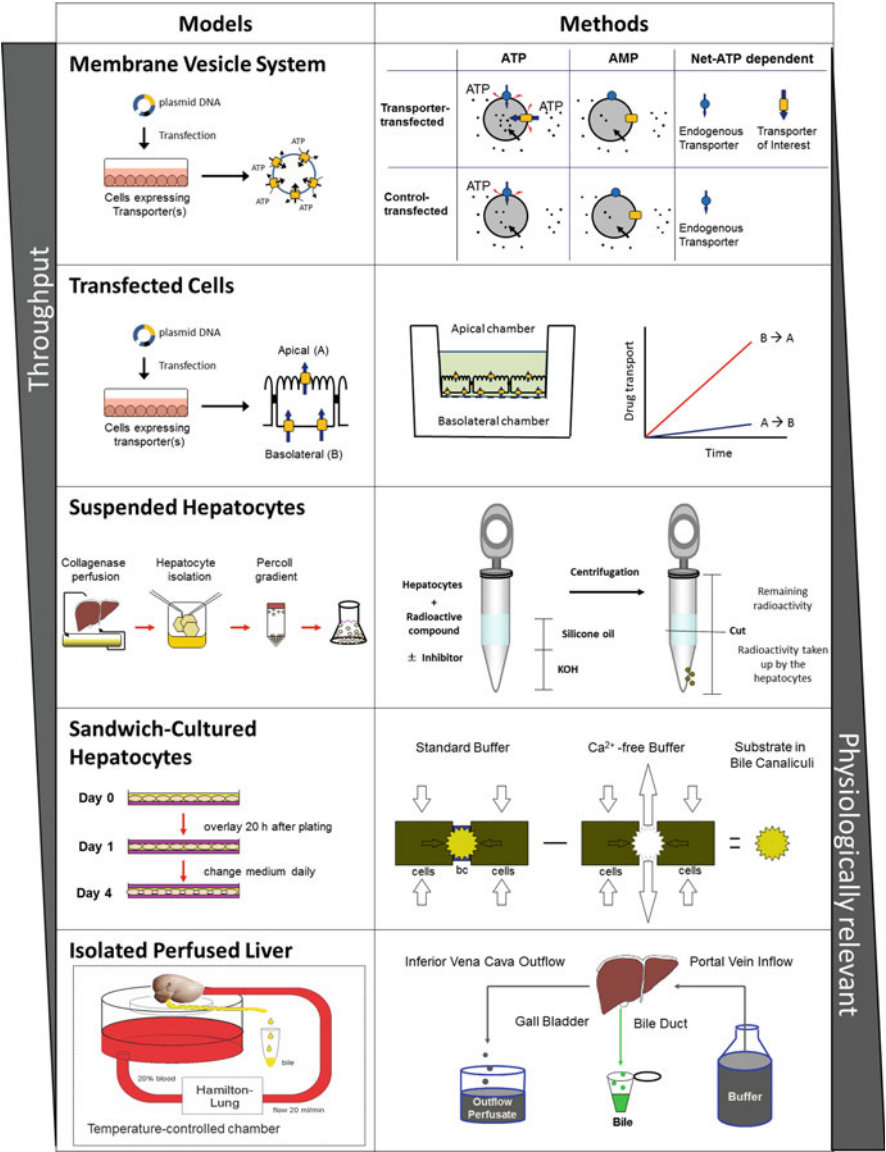 Models
Methods
Throughput
Physiologically relevant
Membrane Vesicle System
plasmid DNA
Transfection
Cells expressing
Transporter(s)
ATP
ATP
ATP
ATP
ATP
ATP
AMP
Net-ATP dependent
Transporter-
transfected
ATP
ATP
Endogenous
Transporter
Transporter
of Interest
Control-
transfected
ATP
Endogenous
Transporter
Transfected Cells
plasmid DNA
Transfection
Cells expressing
transporter(s)
Apical (A)
Basolateral (B)
Apical chamber
Basolateral chamber
Drug transport
B → A
A → B
Time
Suspended Hepatocytes
Collagenase
perfusion
Hepatocyte
isolation
Percoll
gradient
Hepatocytes
+
Radioactive
compound
± Inhibitor
Centrifugation
Silicone oil
KOH
Remaining
radioactivity
Cut
Radioactivity taken
up by the
hepatocytes
Sandwich-Cultured
Hepatocytes
Day 0
overlay 20 h after plating
Day 1
change medium daily
Day 4
Standard Buffer
Ca²⁺-free Buffer
Substrate in
Bile Canaliculi
cells
bc
cells
cells
cells
Isolated Perfused Liver
bile
20% blood
Hamilton-
Lung
flow 20 ml/min
Temperature-controlled chamber
Inferior Vena Cava Outflow
Portal Vein Inflow
Gall Bladder
Bile Duct
Outflow
Perfusate
Bile
Buffer